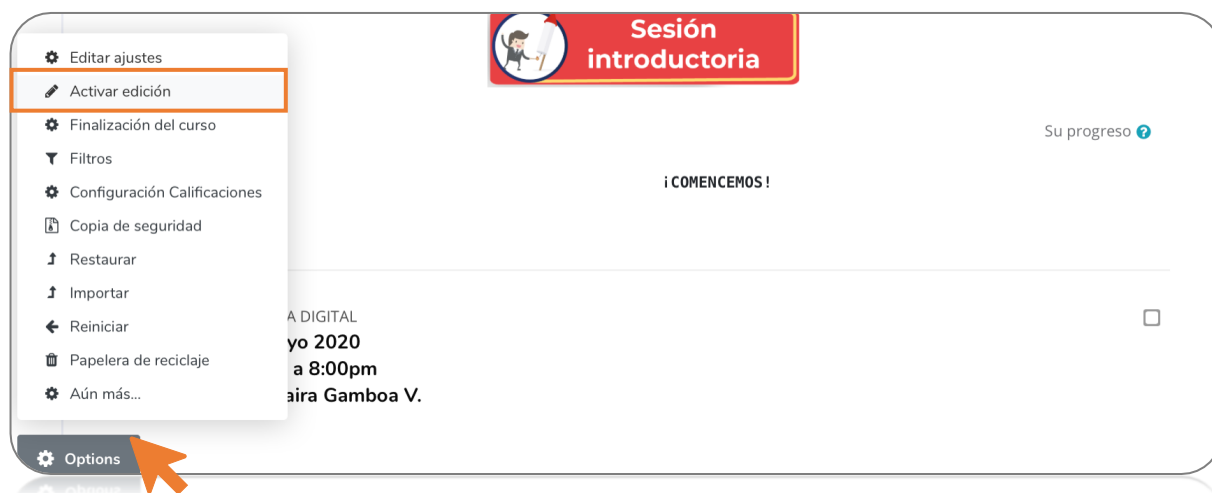 Sesión
introductoria
Editar ajustes
Activar edición
Finalización del curso
Filtros
Configuración Calificaciones
Copia de seguridad
Restaurar
Importar
Reiniciar
Papelera de reciclaje
Aún más...
Options
Su progreso
¡COMENCEMOS!
A DIGITAL
yo 2020
a 8:00pm
aira Gamboa V.